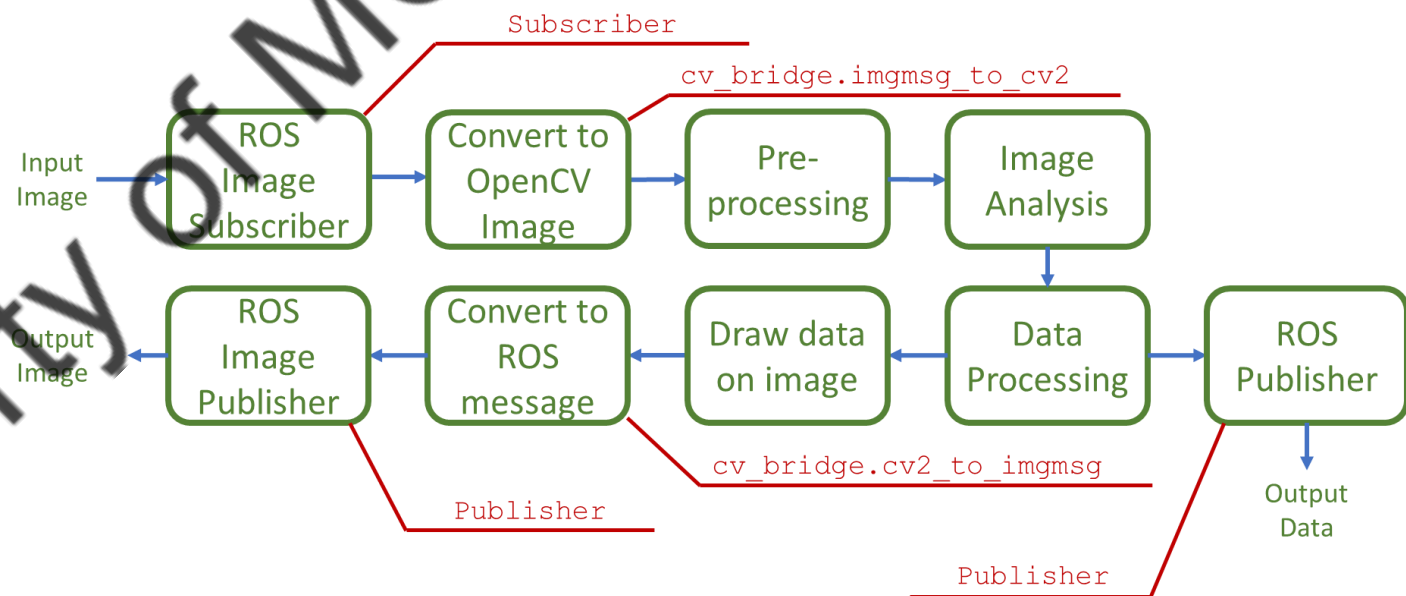 Subscriber
cv_bridge.imgmsg_to_cv2
Input
Image
ROS
Image
Subscriber
Convert to
OpenCV
Image
Pre-
processing
Image
Analysis
Output
Image
ROS
Image
Publisher
Convert to
ROS
message
Draw data
on image
Data
Processing
ROS
Publisher
cv_bridge.cv2_to_imgmsg
Publisher
Output
Data
Publisher
of